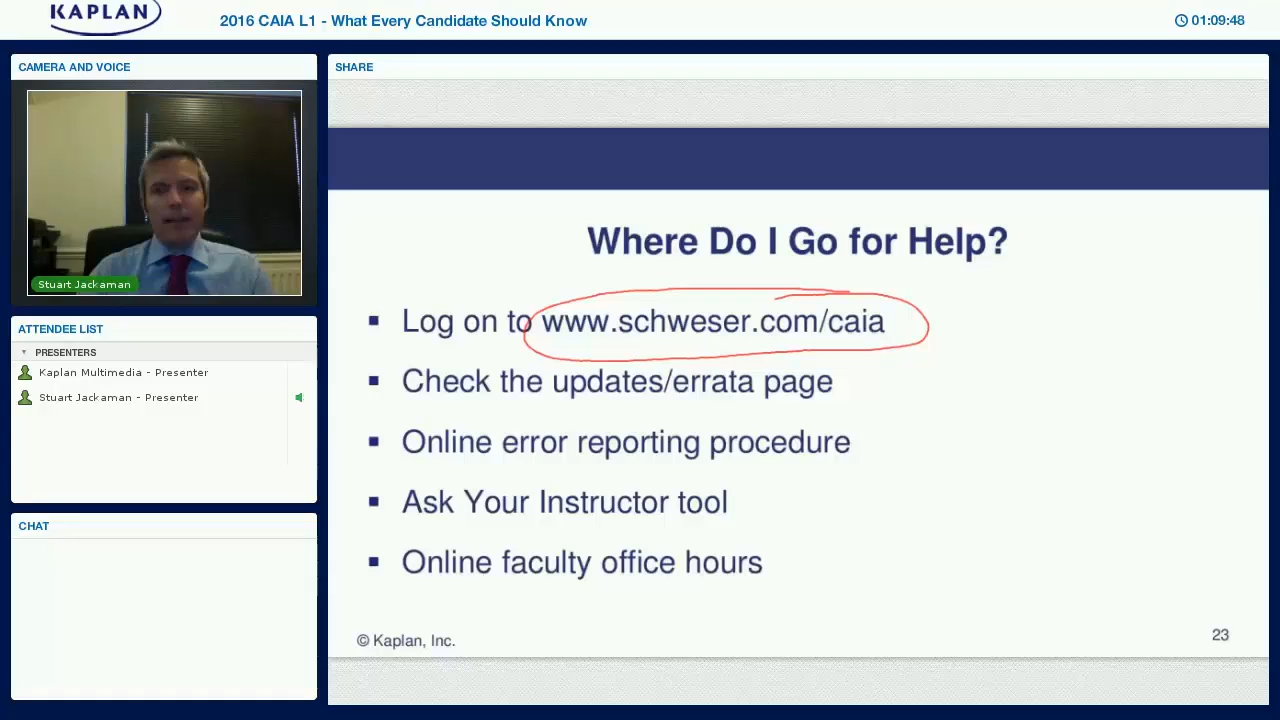 KAPLAN
2016 CAIA L1 - What Every Candidate Should Know
01:09:48
CAMERA AND VOICE
Stuart Jackaman
ATTENDEE LIST
PRESENTERS
Kaplan Multimedia - Presenter
Stuart Jackaman - Presenter
CHAT
SHARE
Where Do I Go for Help?
▪ Log on to www.schweser.com/caia
▪ Check the updates/errata page
▪ Online error reporting procedure
▪ Ask Your Instructor tool
▪ Online faculty office hours
© Kaplan, Inc.
23